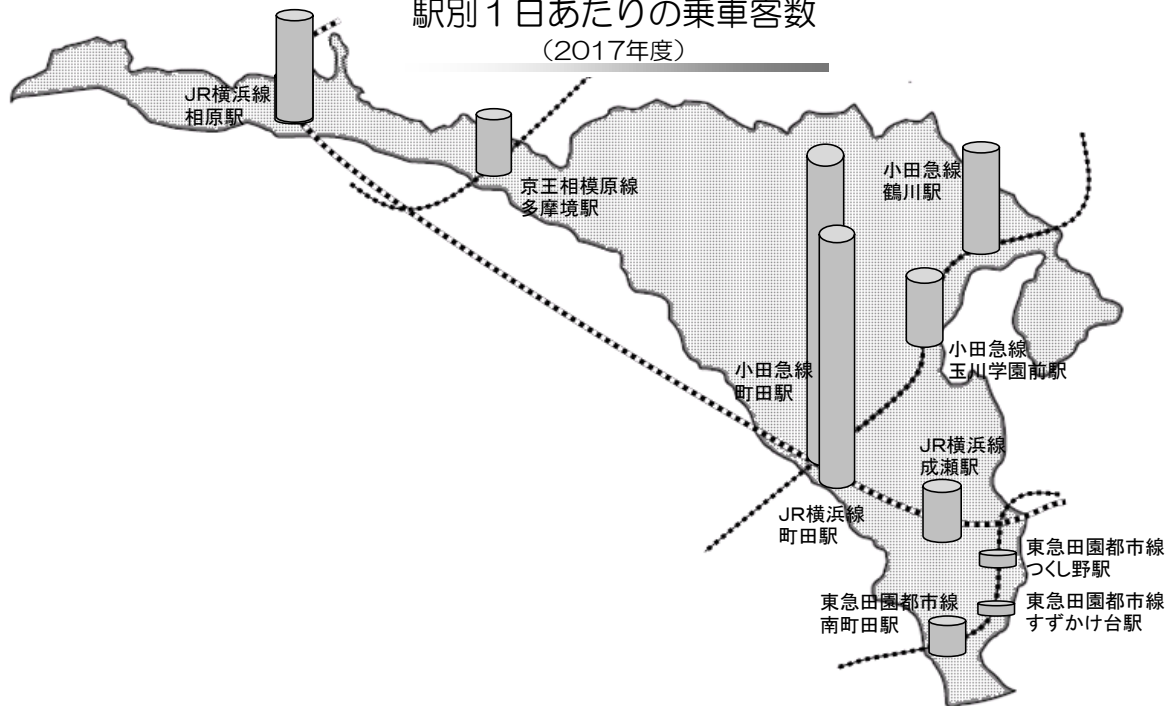 駅別１日あたりの乗車客数
（2017年度）
JR横浜線
相原駅
京王相模原線
多摩境駅
小田急線
鶴川駅
小田急線
玉川学園前駅
小田急線
町田駅
JR横浜線
成瀬駅
JR横浜線
町田駅
東急田園都市線
つくし野駅
東急田園都市線
すずかけ台駅
東急田園都市線
南町田駅